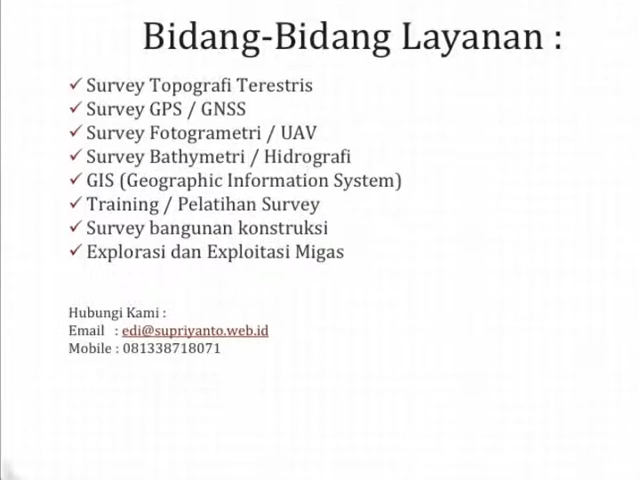 Bidang-Bidang Layanan :
✓ Survey Topografi Terestris
✓ Survey GPS / GNSS
✓ Survey Fotogrametri / UAV
✓ Survey Bathymetri / Hidrografi
✓ GIS (Geographic Information System)
✓ Training / Pelatihan Survey
✓ Survey bangunan konstruksi
✓ Explorasi dan Exploitasi Migas
Hubungi Kami :
Email : edi@supriyanto.web.id
Mobile : 081338718071